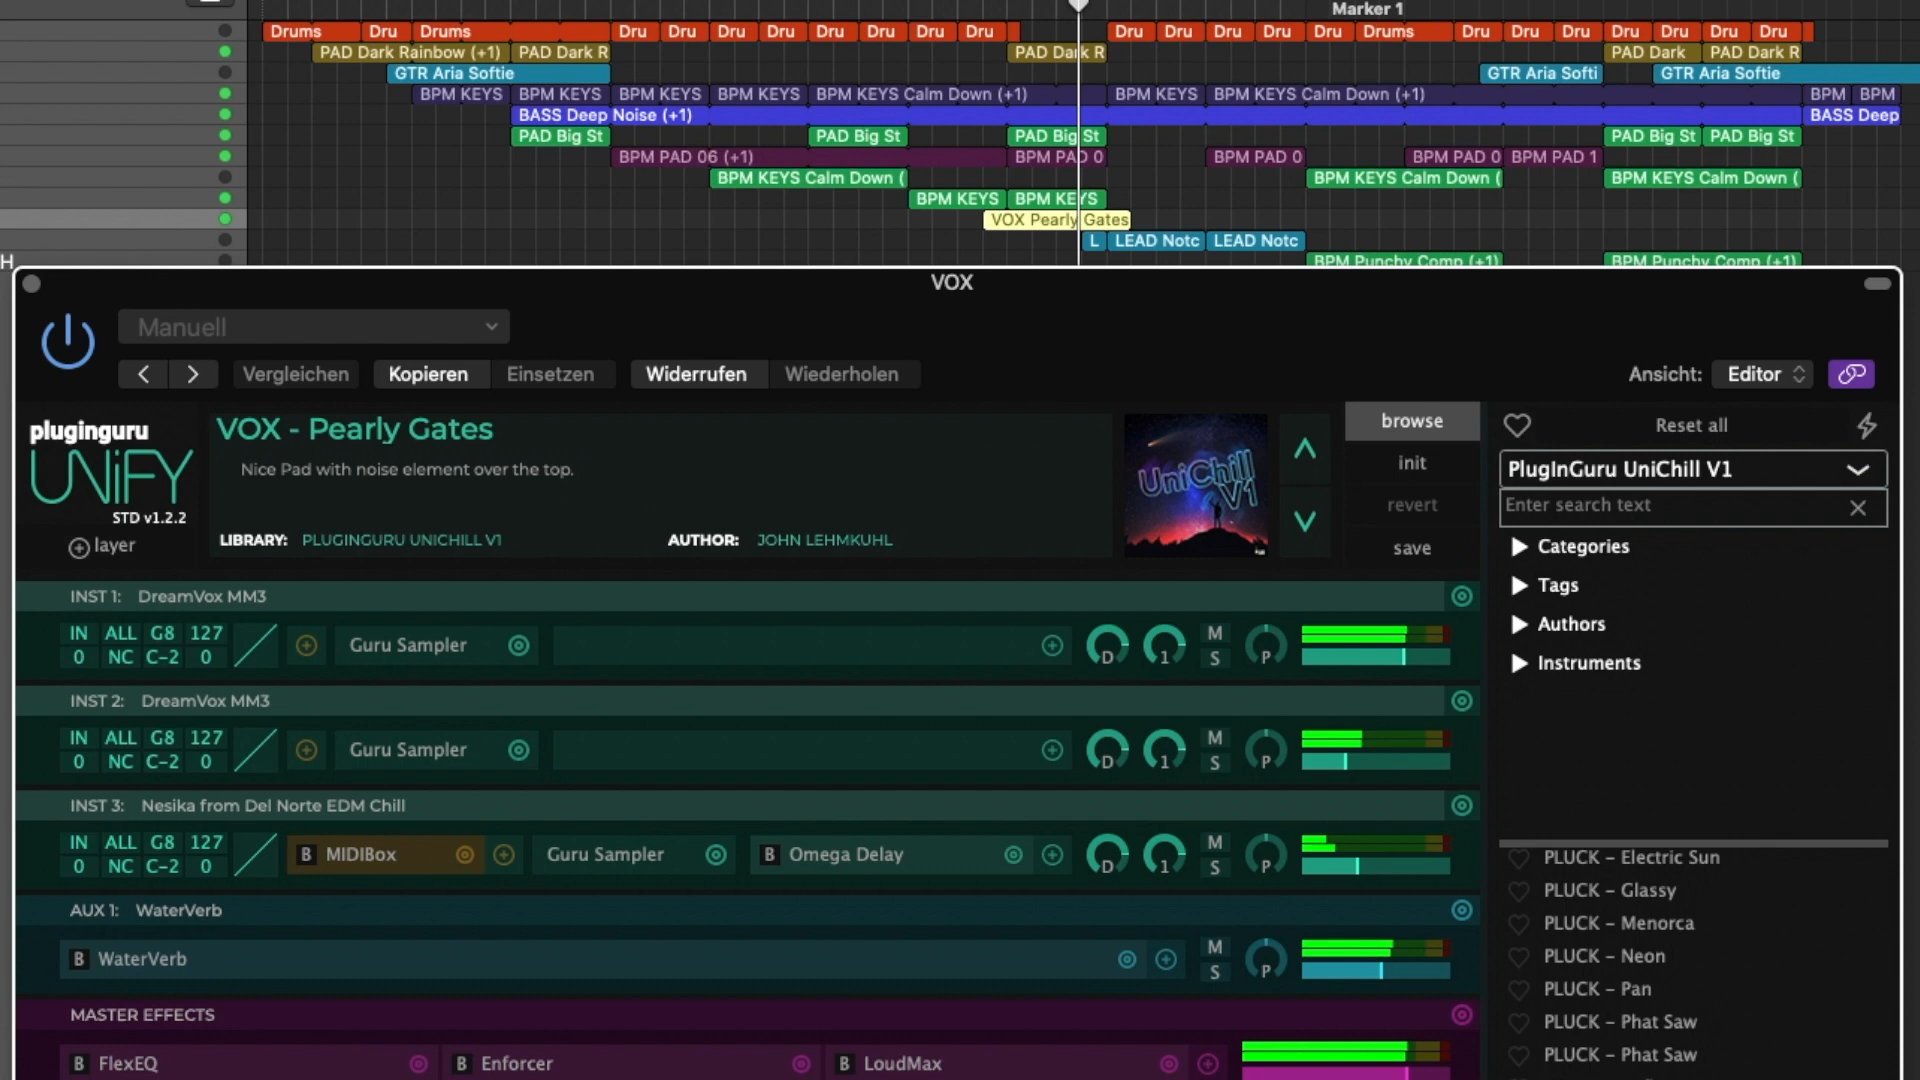 Marker 1
Drums Dru Drums Dru Dru Dru Dru Dru Dru Dru Dru Dru Dru Dru Dru Dru Drums Dru Dru Dru Dru Dru Dru Dru
PAD Dark Rainbow (+1) PAD Dark R PAD Dark R PAD Dark PAD Dark R
GTR Aria Softie GTR Aria Softi GTR Aria Softie
BPM KEYS BPM KEYS BPM KEYS BPM KEYS BPM KEYS Calm Down (+1) BPM KEYS BPM KEYS Calm Down (+1) BPM BPM
BASS Deep Noise (+1) BASS Deep
PAD Big St PAD Big St PAD Big St PAD Big St PAD Big St
BPM PAD 06 (+1) BPM PAD 0 BPM PAD 0 BPM PAD 0 BPM PAD 1
BPM KEYS Calm Down ( BPM KEYS Calm Down ( BPM KEYS Calm Down (
BPM KEYS BPM KEYS
VOX Pearly Gates
L LEAD Notc LEAD Notc
H BPM Punchy Comp (+1) BPM Punchy Comp (+1)
VOX
Manuell
Vergleichen Kopieren Einsetzen Widerrufen Wiederholen Ansicht: Editor
pluginguru
UNiFY
STD v1.2.2
layer
VOX - Pearly Gates
Nice Pad with noise element over the top.
LIBRARY: PLUGINGURU UNICHILL V1 AUTHOR: JOHN LEHMKUHL
UniChill V1
browse
init
revert
save
Reset all
PlugInGuru UniChill V1
Enter search text
Categories
Tags
Authors
Instruments
INST 1: DreamVox MM3
IN ALL G8 127
0 NC C-2 0
Guru Sampler D 1 M S P
INST 2: DreamVox MM3
IN ALL G8 127
0 NC C-2 0
Guru Sampler D 1 M S P
INST 3: Nesika from Del Norte EDM Chill
IN ALL G8 127
0 NC C-2 0
B MIDIBox Guru Sampler B Omega Delay D 1 M S P
AUX 1: WaterVerb
B WaterVerb M S P
MASTER EFFECTS
B FlexEQ B Enforcer B LoudMax
PLUCK - Electric Sun
PLUCK - Glassy
PLUCK - Menorca
PLUCK - Neon
PLUCK - Pan
PLUCK - Phat Saw
PLUCK - Phat Saw